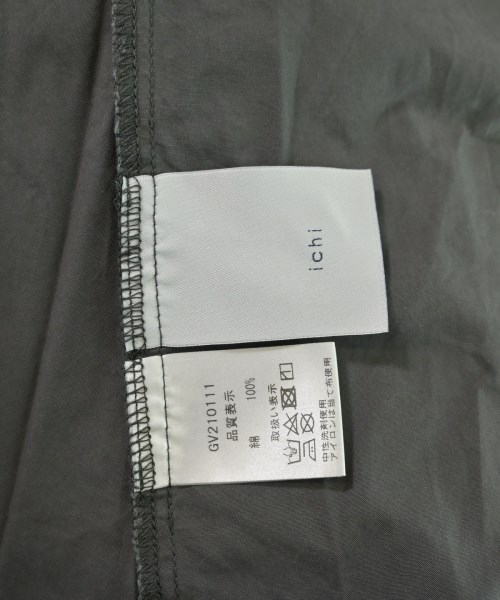 ichi
GV210111
品質表示
綿 100%
取扱い表示
中性洗剤使用
アイロンは当て布使用